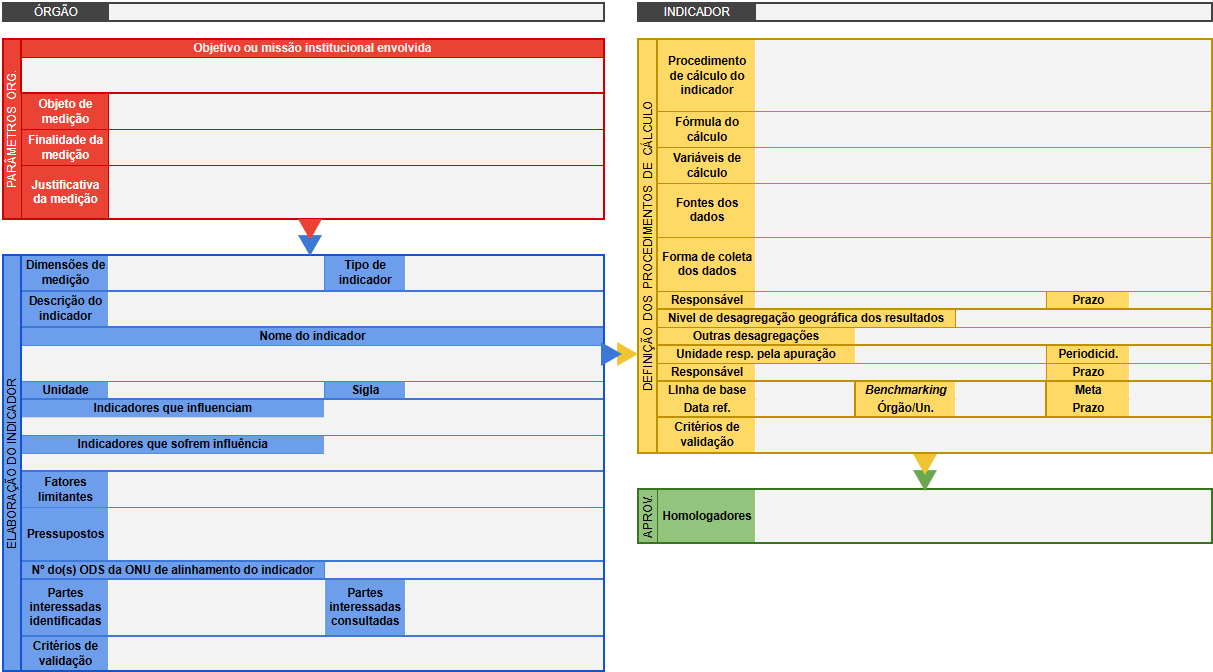 ÓRGÃO
PARÂMETROS ORG.
Objetivo ou missão institucional envolvida
Objeto de
medição
Finalidade da
medição
Justificativa
da medição
ELABORAÇÃO DO INDICADOR
Dimensões de
medição
Tipo de
indicador
Descrição do
indicador
Nome do indicador
Unidade
Sigla
Indicadores que influenciam
Indicadores que sofrem influência
Fatores
limitantes
Pressupostos
Nº do(s) ODS da ONU de alinhamento do indicador
Partes
interessadas
identificadas
Partes
interessadas
consultadas
Critérios de
validação
INDICADOR
DEFINIÇÃO DOS PROCEDIMENTOS DE CÁLCULO
Procedimento
de cálculo do
indicador
Fórmula do
cálculo
Variáveis de
cálculo
Fontes dos
dados
Forma de coleta
dos dados
Responsável
Prazo
Nivel de desagregação geográfica dos resultados
Outras desagregações
Unidade resp. pela apuração
Periodicid.
Responsável
Prazo
LInha de base
Benchmarking
Meta
Data ref.
Órgão/Un.
Prazo
Critérios de
validação
APROV.
Homologadores